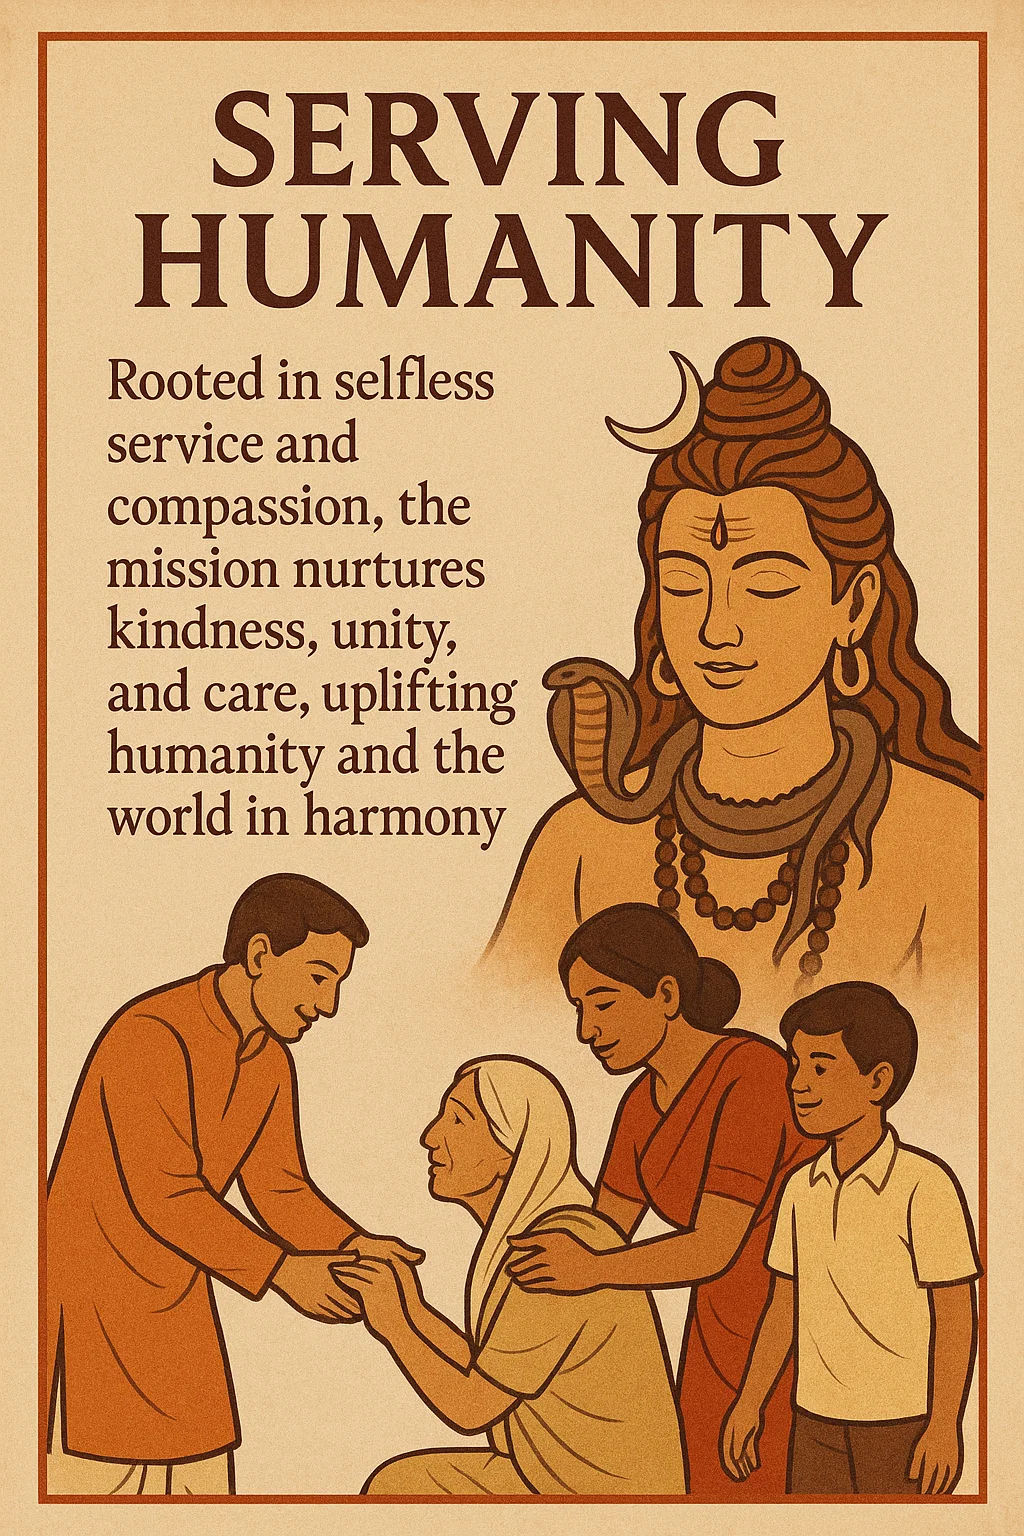 SERVING
HUMANITY
Rooted in selfless
service and
compassion, the
mission nurtures
kindness, unity,
and care, uplifting
humanity and the
world in harmony